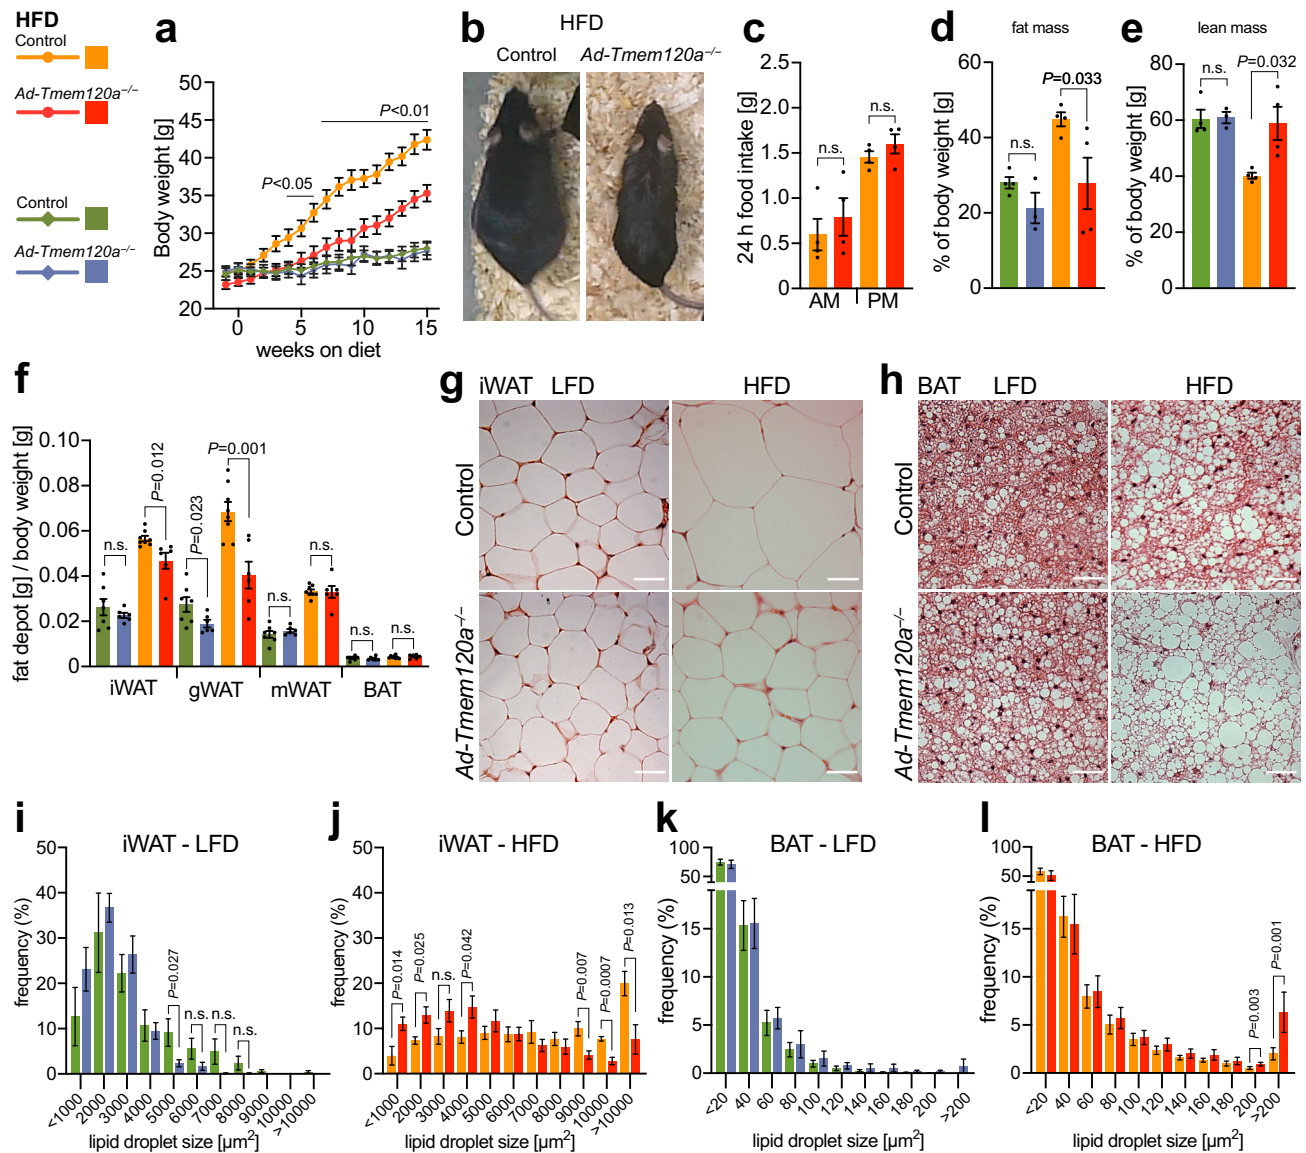 HFD
Control
Ad-Tmem120a−/−
Control
Ad-Tmem120a−/−
a
Body weight [g]
50
45
40
35
30
25
20
P<0.05
P<0.01
0
5
10
15
weeks on diet
b
HFD
Control
Ad-Tmem120a−/−
c
24 h food intake [g]
2.5
2.0
1.5
1.0
0.5
0
n.s.
n.s.
AM
PM
d
fat mass
% of body weight [g]
60
40
20
0
n.s.
P=0.033
e
lean mass
% of body weight [g]
80
60
40
20
0
n.s.
P=0.032
f
fat depot [g] / body weight [g]
0.10
0.08
0.06
0.04
0.02
0
n.s.
P=0.012
P=0.023
P=0.001
n.s.
n.s.
n.s.
n.s.
iWAT
gWAT
mWAT
BAT
g
iWAT LFD
HFD
Control
Ad-Tmem120a−/−
h
BAT LFD
HFD
Control
Ad-Tmem120a−/−
i
iWAT - LFD
frequency (%)
50
40
30
20
10
0
P=0.027
n.s.
n.s.
n.s.
<1000
2000
3000
4000
5000
6000
7000
8000
9000
10000
>10000
lipid droplet size [µm²]
j
iWAT - HFD
frequency (%)
50
40
30
20
10
0
P=0.014
P=0.025
n.s.
P=0.042
P=0.007
P=0.0007
P=0.013
<1000
2000
3000
4000
5000
6000
7000
8000
9000
10000
>10000
lipid droplet size [µm²]
k
BAT - LFD
frequency (%)
100
50
15
10
5
0
<20
40
60
80
100
120
140
160
180
200
>200
lipid droplet size [µm²]
l
BAT - HFD
frequency (%)
100
50
15
10
5
0
P=0.003
P=0.001
<20
40
60
80
100
120
140
160
180
200
>200
lipid droplet size [µm²]